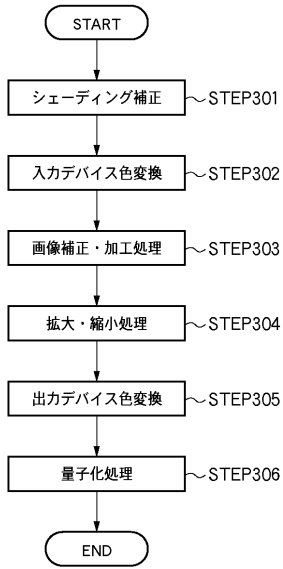 START
シェーディング補正 STEP301
入力デバイス色変換 STEP302
画像補正・加工処理 STEP303
拡大・縮小処理 STEP304
出力デバイス色変換 STEP305
量子化処理 STEP306
END